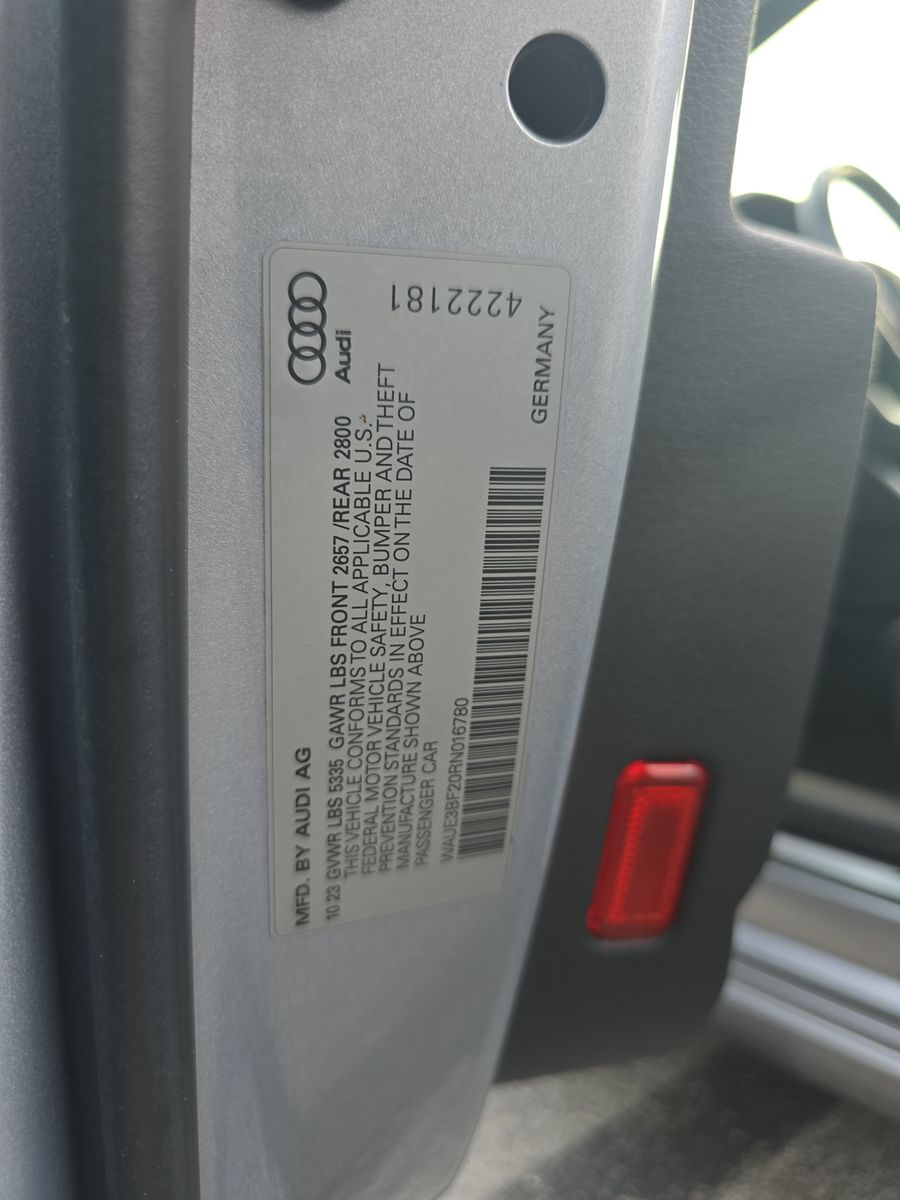 MFD. BY AUDI AG
10 23 GVWR LBS 5335 GAWR LBS FRONT 2657 /REAR 2800
THIS VEHICLE CONFORMS TO ALL APPLICABLE U.S.
FEDERAL MOTOR VEHICLE SAFETY, BUMPER AND THEFT
PREVENTION STANDARDS IN EFFECT ON THE DATE OF
MANUFACTURE SHOWN ABOVE
PASSENGER CAR
WAUE3BF20RN016780
GERMANY
Audi
4222181